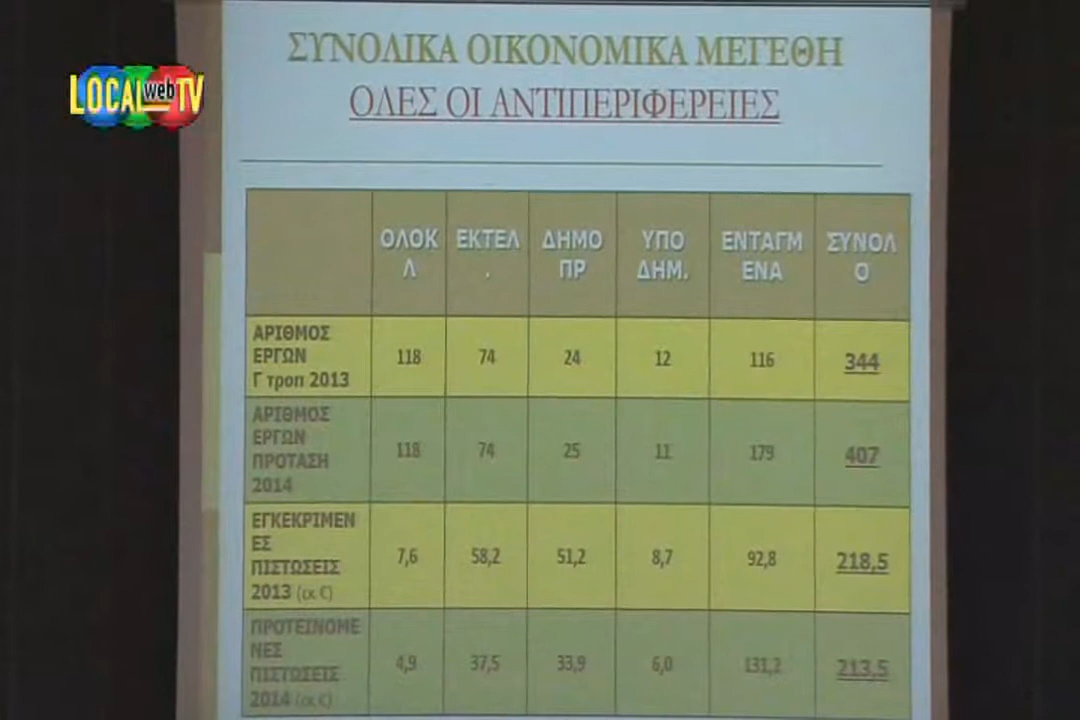 LOCAL web TV
ΣΥΝΟΛΙΚΑ ΟΙΚΟΝΟΜΙΚΑ ΜΕΓΕΘΗ
ΟΛΕΣ ΟΙ ΑΝΤΙΠΕΡΙΦΕΡΕΙΕΣ
ΟΛΟΚ ΕΚΤΕΛ ΔΗΜΟ ΥΠΟ ΕΝΤΑΓΜ ΣΥΝΟΛ
Λ . ΠΡ ΔΗΜ. ΕΝΑ Ο
ΑΡΙΘΜΟΣ
ΕΡΓΩΝ 118 74 24 12 116 344
Γ τροπ 2013
ΑΡΙΘΜΟΣ
ΕΡΓΩΝ 118 74 25 11 179 407
ΠΡΟΤΑΣΗ
2014
ΕΓΚΕΚΡΙΜΕΝ
ΕΣ 7,6 58,2 51,2 8,7 92,8 218,5
ΠΙΣΤΩΣΕΙΣ
2013 (εκ €)
ΠΡΟΤΕΙΝΟΜΕ
ΝΕΣ 4,9 37,5 33,9 6,0 131,2 213,5
ΠΙΣΤΩΣΕΙΣ
2014 (εκ €)